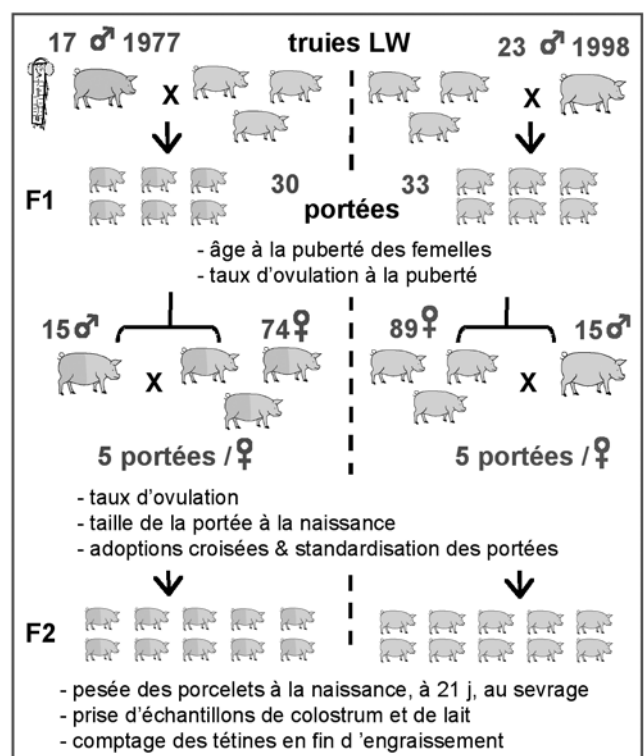 17 ♂ 1977 truies LW 23 ♂ 1998
X X
F1 30 33
portées
- âge à la puberté des femelles
- taux d'ovulation à la puberté
15♂ 74♀ 89♀ 15♂
X X
5 portées /♀ 5 portées /♀
- taux d'ovulation
- taille de la portée à la naissance
- adoptions croisées & standardisation des portées
F2
- pesée des porcelets à la naissance, à 21 j, au sevrage
- prise d'échantillons de colostrum et de lait
- comptage des tétines en fin d 'engraissement